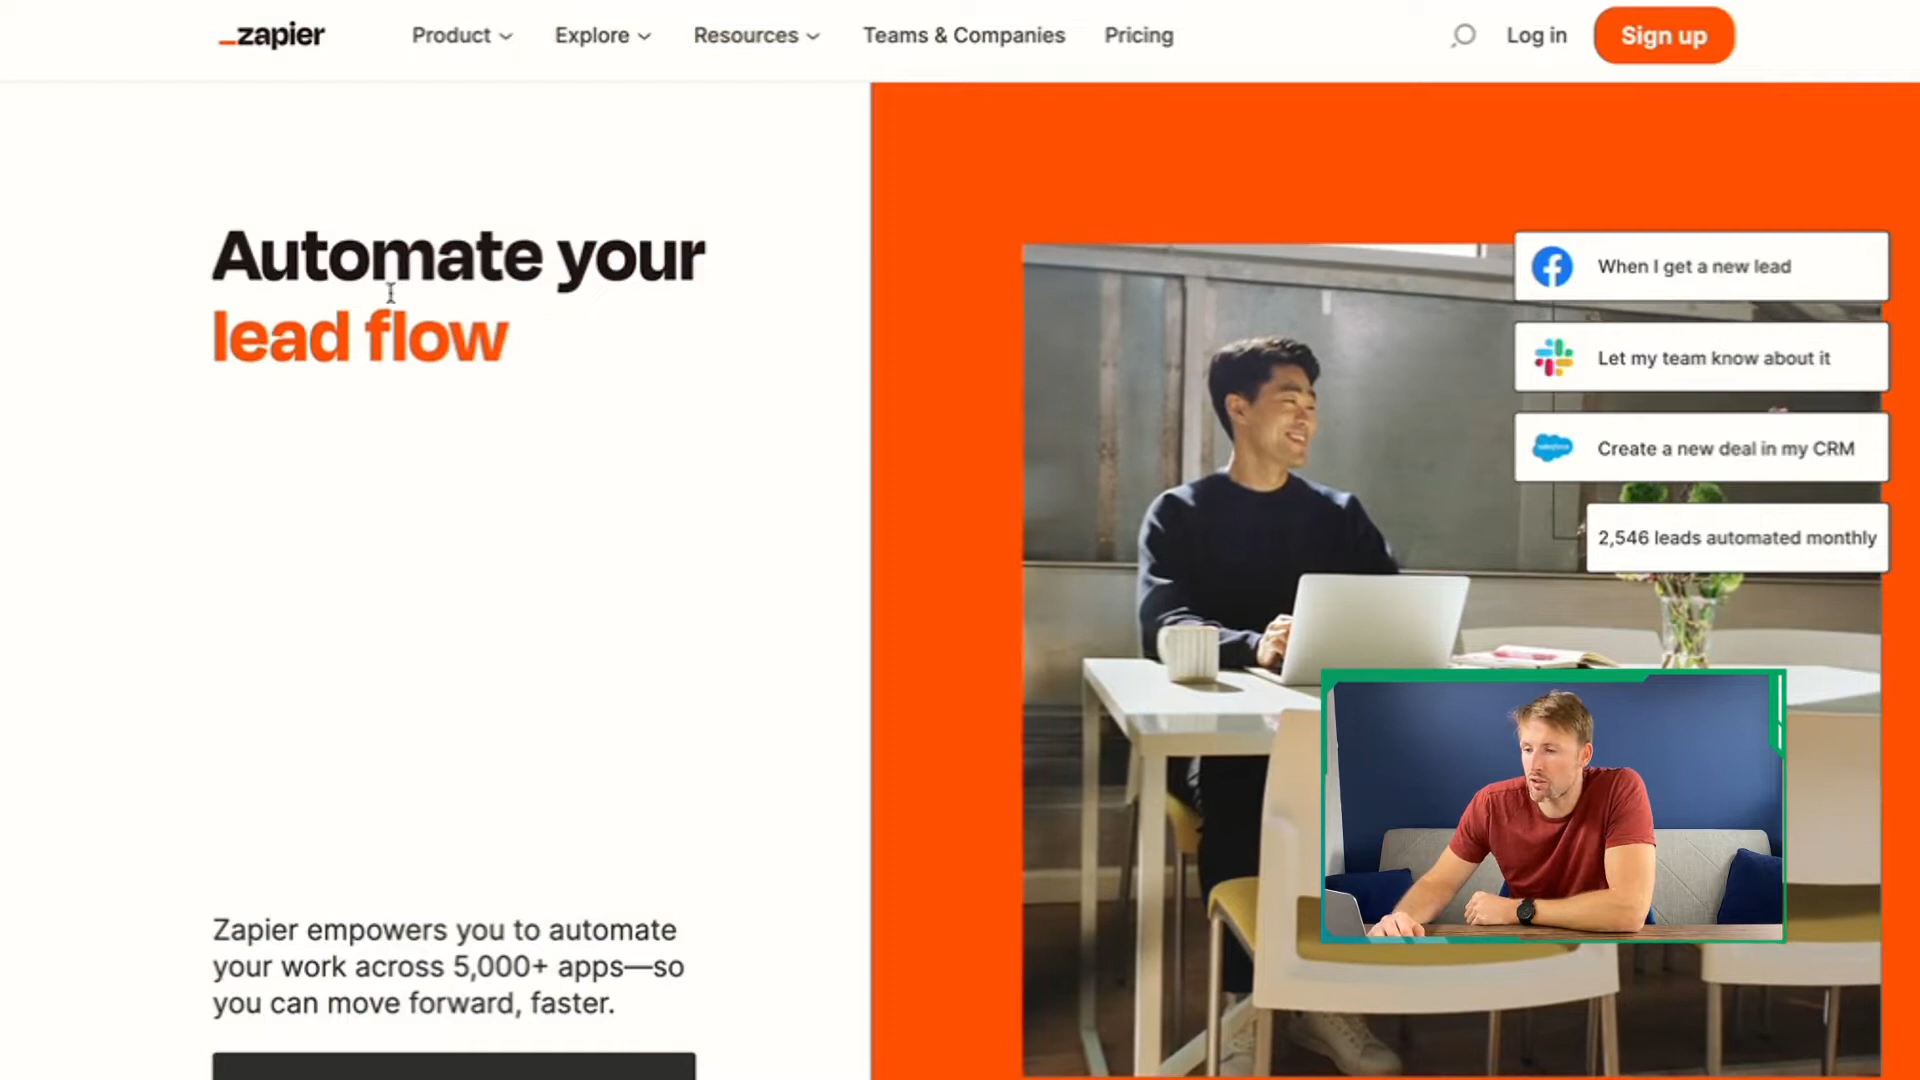 zapier
Product
Explore
Resources
Teams & Companies
Pricing
Log in
Sign up
Automate your
lead flow
Zapier empowers you to automate
your work across 5,000+ apps—so
you can move forward, faster.
When I get a new lead
Let my team know about it
salesforce
Create a new deal in my CRM
2,546 leads automated monthly